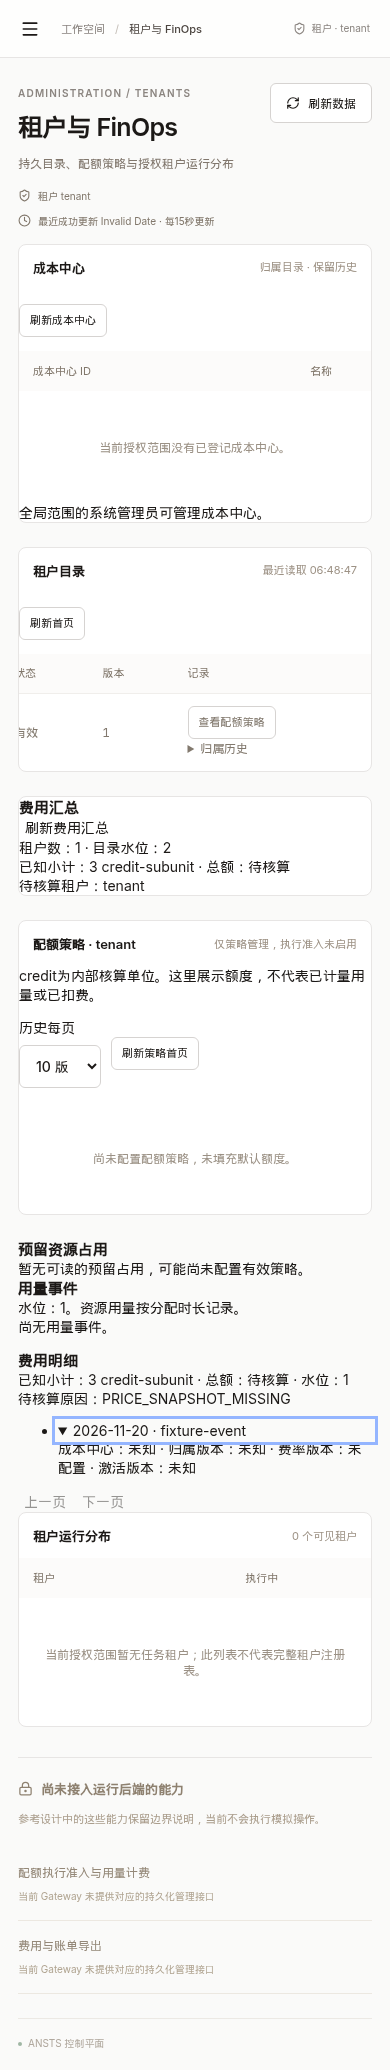 工作空间 / 租户与 FinOps 租户 · tenant
ADMINISTRATION / TENANTS
刷新数据
租户与 FinOps
持久目录、配额策略与授权租户运行分布
租户 tenant
最近成功更新 Invalid Date · 每15秒更新
成本中心 归属目录 · 保留历史
刷新成本中心
成本中心 ID 名称
当前授权范围没有已登记成本中心。
全局范围的系统管理员可管理成本中心。
租户目录 最近读取 06:48:47
刷新首页
状态 版本 记录
有效 1 查看配额策略
归属历史
费用汇总
刷新费用汇总
租户数：1 · 目录水位：2
已知小计：3 credit-subunit · 总额：待核算
待核算租户：tenant
配额策略 · tenant 仅策略管理，执行准入未启用
credit为内部核算单位。这里展示额度，不代表已计量用
量或已扣费。
历史每页
10 版 刷新策略首页
尚未配置配额策略，未填充默认额度。
预留资源占用
暂无可读的预留占用，可能尚未配置有效策略。
用量事件
水位：1。资源用量按分配时长记录。
尚无用量事件。
费用明细
已知小计：3 credit-subunit · 总额：待核算 · 水位：1
待核算原因：PRICE_SNAPSHOT_MISSING
2026-11-20 · fixture-event
成本中心：未知 · 归属版本：未知 · 费率版本：未
配置 · 激活版本：未知
上一页 下一页
租户运行分布 0 个可见租户
租户 执行中
当前授权范围暂无任务租户；此列表不代表完整租户注册
表。
尚未接入运行后端的能力
参考设计中的这些能力保留边界说明，当前不会执行模拟操作。
配额执行准入与用量计费
当前 Gateway 未提供对应的持久化管理接口
费用与账单导出
当前 Gateway 未提供对应的持久化管理接口
ANSTS 控制平面